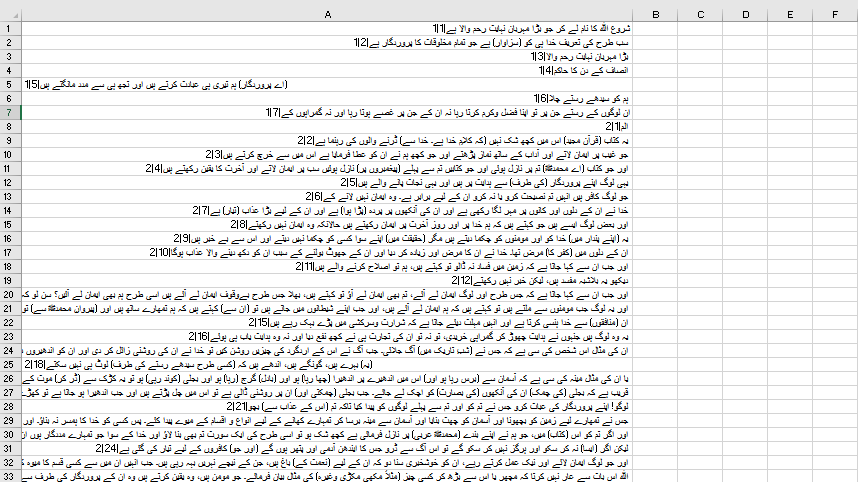 A B C D E F
1 شروع الله کا نام لے کر جو بڑا مہربان نہایت رحم والا ہے|1|1
2 سب طرح کی تعریف خدا ہی کو (سزاوار) ہے جو تمام مخلوقات کا پروردگار ہے|2|1
3 بڑا مہربان نہایت رحم والا|3|1
4 انصاف کے دن کا حاکم|4|1
5 (اے پروردگار) ہم تیری ہی عبادت کرتے ہیں اور تجھ ہی سے مدد مانگتے ہیں|5|1
6 ہم کو سیدھے رستے چلا|6|1
7 ان لوگوں کے رستے جن پر تو اپنا فضل وکرم کرتا رہا نہ ان کے جن پر غصے ہوتا رہا اور نہ گمراہوں کے|7|1
8 الم|1|2
9 یہ کتاب (قرآن مجید) اس میں کچھ شک نہیں (کہ کلامِ خدا ہے۔ خدا سے) ڈرنے والوں کی رہنما ہے|2|2
10 جو غیب پر ایمان لاتے اور آداب کے ساتھ نماز پڑھتے اور جو کچھ ہم نے ان کو عطا فرمایا ہے اس میں سے خرچ کرتے ہیں|3|2
11 اور جو کتاب (اے محمدﷺ) تم پر نازل ہوئی اور جو کتابیں تم سے پہلے (پیغمبروں پر) نازل ہوئیں سب پر ایمان لاتے اور آخرت کا یقین رکھتے ہیں|4|2
12 یہی لوگ اپنے پروردگار (کی طرف) سے ہدایت پر ہیں اور یہی نجات پانے والے ہیں|5|2
13 جو لوگ کافر ہیں انہیں تم نصیحت کرو یا نہ کرو ان کے لیے برابر ہے۔ وہ ایمان نہیں لانے کے|6|2
14 خدا نے ان کے دلوں اور کانوں پر مہر لگا رکھی ہے اور ان کی آنکھوں پر پردہ (پڑا ہوا) ہے اور ان کے لیے بڑا عذاب (تیار) ہے|7|2
15 اور بعض لوگ ایسے ہیں جو کہتے ہیں کہ ہم خدا پر اور روزِ آخرت پر ایمان رکھتے ہیں حالانکہ وہ ایمان نہیں رکھتے|8|2
16 یہ (اپنے پندار میں) خدا کو اور مومنوں کو چکما دیتے ہیں مگر (حقیقت میں) اپنے سوا کسی کو چکما نہیں دیتے اور اس سے بے خبر ہیں|9|2
17 ان کے دلوں میں (کفر کا) مرض تھا۔ خدا نے ان کا مرض اور زیادہ کر دیا اور ان کے جھوٹ بولنے کے سبب ان کو دکھ دینے والا عذاب ہوگا|10|2
18 اور جب ان سے کہا جاتا ہے کہ زمین میں فساد نہ ڈالو تو کہتے ہیں، ہم تو اصلاح کرنے والے ہیں|11|2
19 دیکھو یہ بلاشبہ مفسد ہیں، لیکن خبر نہیں رکھتے|12|2
20 اور جب ان سے کہا جاتا ہے کہ جس طرح اور لوگ ایمان لے آئے، تم بھی ایمان لے آؤ تو کہتے ہیں، بھلا جس طرح بےوقوف ایمان لے آئے ہیں اسی طرح ہم بھی ایمان لے آئیں؟ سن لو کہ
21 اور یہ لوگ جب مومنوں سے ملتے ہیں تو کہتے ہیں کہ ہم ایمان لے آئے ہیں، اور جب اپنے شیطانوں میں جاتے ہیں تو (ان سے) کہتے ہیں کہ ہم تمہارے ساتھ ہیں اور (پیروانِ محمدﷺ سے) تو
22 ان (منافقوں) سے خدا ہنسی کرتا ہے اور انہیں مہلت دیئے جاتا ہے کہ شرارت وسرکشی میں پڑے بہک رہے ہیں|15|2
23 یہ وہ لوگ ہیں جنہوں نے ہدایت چھوڑ کر گمراہی خریدی، تو نہ تو ان کی تجارت ہی نے کچھ نفع دیا اور نہ وہ ہدایت یاب ہی ہوئے|16|2
24 ان کی مثال اس شخص کی سی ہے کہ جس نے (شبِ تاریک میں) آگ جلائی۔ جب آگ نے اس کے اردگرد کی چیزیں روشن کیں تو خدا نے ان کی روشنی زائل کر دی اور ان کو اندھیروں
25 (یہ) بہرے ہیں، گونگے ہیں، اندھے ہیں کہ (کسی طرح سیدھے رستے کی طرف) لوٹ ہی نہیں سکتے|18|2
26 یا ان کی مثال مینہ کی سی ہے کہ آسمان سے (برس رہا ہو اور) اس میں اندھیرے پر اندھیرا (چھا رہا) ہو اور (بادل) گرج (رہا) ہو اور بجلی (کوند رہی) ہو تو یہ کڑک سے (ڈر کر) موت کے
27 قریب ہے کہ بجلی (کی چمک) ان کی آنکھوں (کی بصارت) کو اچک لے جائے۔ جب بجلی (چمکتی اور) ان پر روشنی ڈالتی ہے تو اس میں چل پڑتے ہیں اور جب اندھیرا ہو جاتا ہے تو کھڑے
28 لوگو! اپنے پروردگار کی عبات کرو جس نے تم کو اور تم سے پہلے لوگوں کو پیدا کیا تاکہ تم (اس کے عذاب سے) بچو|21|2
29 جس نے تمھارے لیے زمین کو بچھونا اور آسمان کو چھت بنایا اور آسمان سے مینہ برسا کر تمہارے کھانے کے لیے انواع و اقسام کے میوے پیدا کئے۔ پس کسی کو خدا کا ہمسر نہ بناؤ۔ اور
30 اور اگر تم کو اس (کتاب) میں، جو ہم نے اپنے بندے (محمدﷺ عربی) پر نازل فرمائی ہے کچھ شک ہو تو اسی طرح کی ایک سورت تم بھی بنا لاؤ اور خدا کے سوا جو تمہارے مددگار ہوں ان
31 لیکن اگر (ایسا) نہ کر سکو اور ہرگز نہیں کر سکو گے تو اس آگ سے ڈرو جس کا ایندھن آدمی اور پتھر ہوں گے (اور جو) کافروں کے لیے تیار کی گئی ہے|24|2
32 اور جو لوگ ایمان لائے اور نیک عمل کرتے رہے، ان کو خوشخبری سنا دو کہ ان کے لیے (نعمت کے) باغ ہیں، جن کے نیچے نہریں بہہ رہی ہیں۔ جب انہیں ان میں سے کسی قسم کا میوہ
33 الله اس بات سے عار نہیں کرتا کہ مچھر یا اس سے بڑھ کر کسی چیز (مثلاً مکھی مکڑی وغیرہ) کی مثال بیان فرمائے۔ جو مومن ہیں، وہ یقین کرتے ہیں وہ ان کے پروردگار کی طرف سے